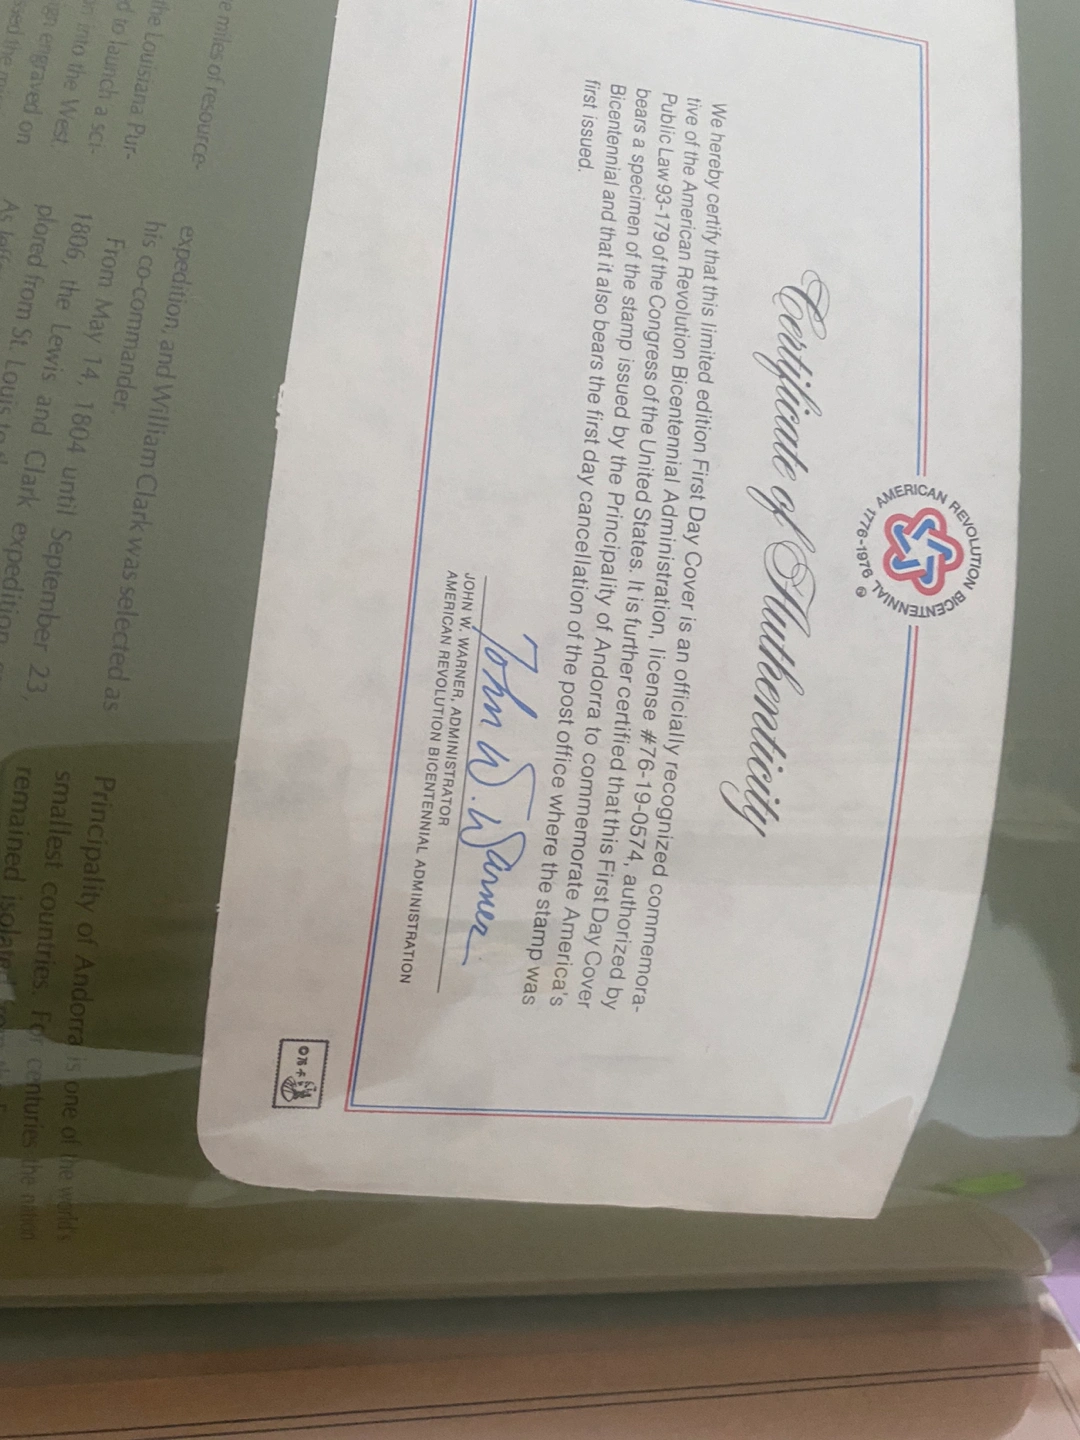 AMERICAN REVOLUTION BICENTENNIAL
1776-1976
Certificate of Authenticity
We hereby certify that this limited edition First Day Cover is an officially recognized commemora-
tive of the American Revolution Bicentennial Administration, license #76-19-0574, authorized by
Public Law 93-179 of the Congress of the United States. It is further certified that this First Day Cover
bears a specimen of the stamp issued by the Principality of Andorra to commemorate America's
Bicentennial and that it also bears the first day cancellation of the post office where the stamp was
first issued.
John W. Warner
JOHN W. WARNER, ADMINISTRATOR
AMERICAN REVOLUTION BICENTENNIAL ADMINISTRATION
miles of resource-
the Louisiana Pur-
to launch a sci-
into the West,
engraved on
expedition, and William Clark was selected as
his co-commander.
From May 14, 1804 until September 23,
1806, the Lewis and Clark expedition
plored from St. Louis to
Principality of Andorra is one of the world's
smallest countries. For centuries the nation
remained isolated